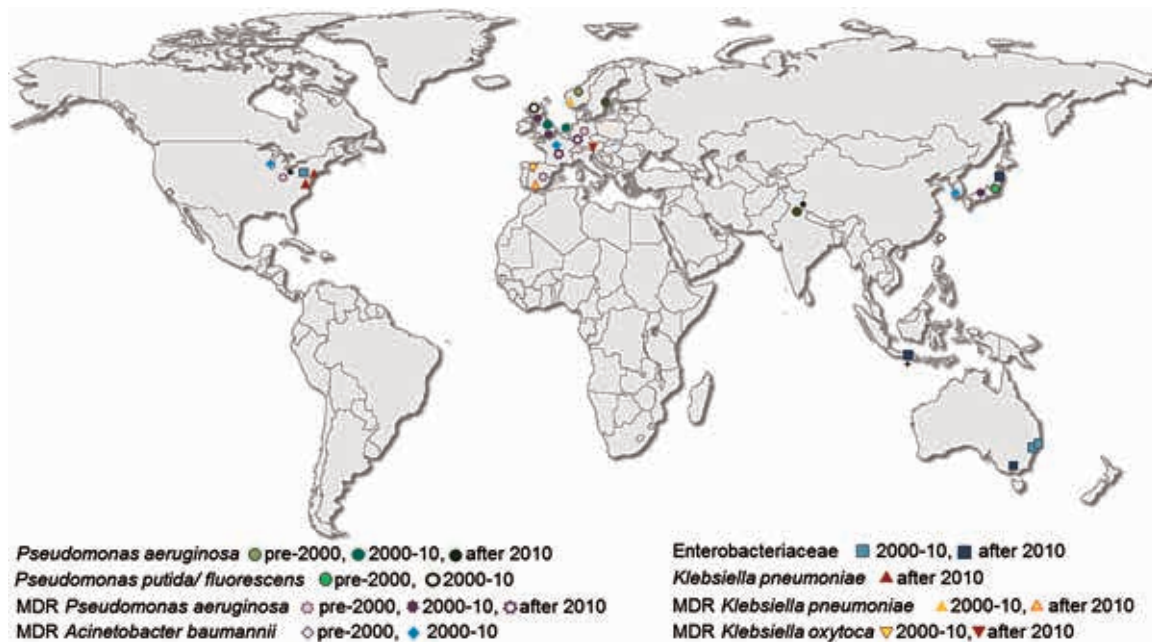 Pseudomonas aeruginosa pre-2000, 2000-10, after 2010
Pseudomonas putida/ fluorescens pre-2000, 2000-10
MDR Pseudomonas aeruginosa pre-2000, 2000-10, after 2010
MDR Acinetobacter baumannii pre-2000, 2000-10
Enterobacteriaceae 2000-10, after 2010
Klebsiella pneumoniae after 2010
MDR Klebsiella pneumoniae 2000-10, after 2010
MDR Klebsiella oxytoca 2000-10, after 2010